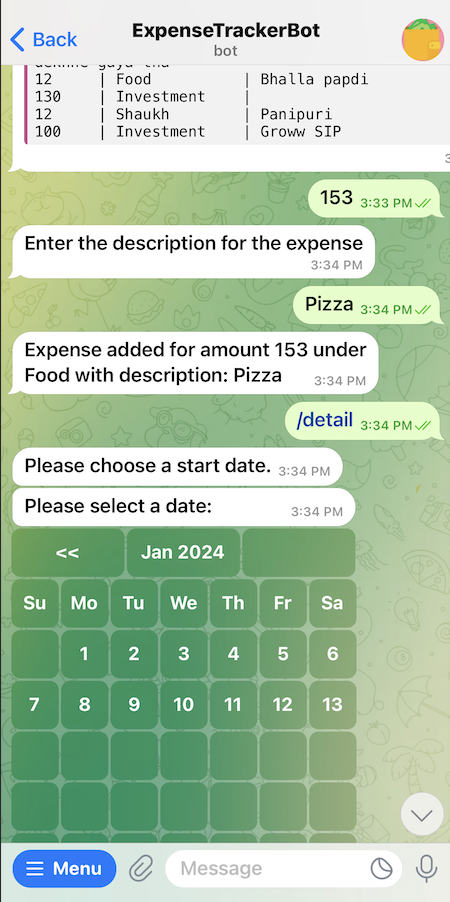 Back
ExpenseTrackerBot
bot
12 | Food | Bhalla papdi
130 | Investment |
12 | Shaukh | Panipuri
100 | Investment | Groww SIP
153 3:33 PM
Enter the description for the expense
3:34 PM
Pizza 3:34 PM
Expense added for amount 153 under
Food with description: Pizza 3:34 PM
/detail 3:34 PM
Please choose a start date. 3:34 PM
Please select a date: 3:34 PM
<< Jan 2024
Su Mo Tu We Th Fr Sa
1 2 3 4 5 6
7 8 9 10 11 12 13
Menu Message